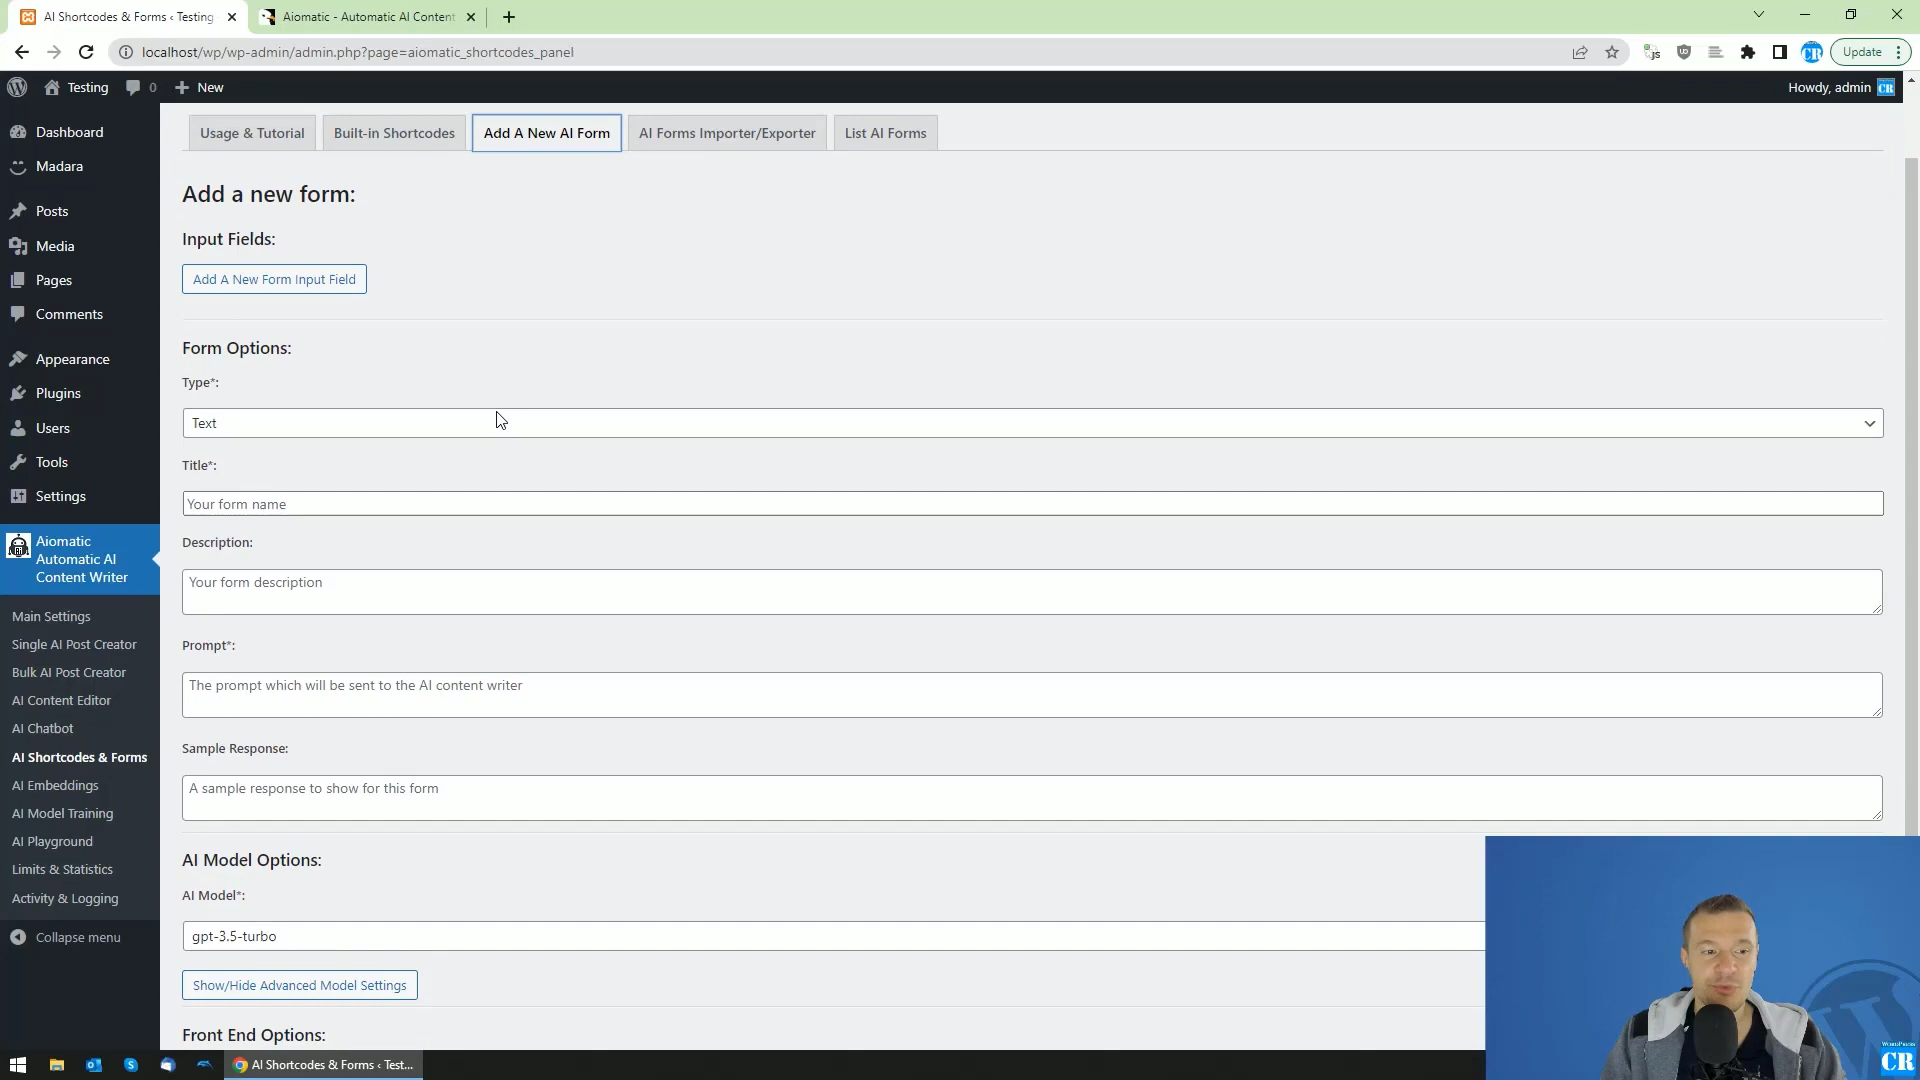 AI Shortcodes & Forms ‹ Testing
Aiomatic - Automatic AI Content
localhost/wp/wp-admin/admin.php?page=aiomatic_shortcodes_panel
Update
Testing
0
New
Howdy, admin
Dashboard
Madara
Posts
Media
Pages
Comments
Appearance
Plugins
Users
Tools
Settings
Aiomatic
Automatic AI
Content Writer
Main Settings
Single AI Post Creator
Bulk AI Post Creator
AI Content Editor
AI Chatbot
AI Shortcodes & Forms
AI Embeddings
AI Model Training
AI Playground
Limits & Statistics
Activity & Logging
Collapse menu
Usage & Tutorial
Built-in Shortcodes
Add A New AI Form
AI Forms Importer/Exporter
List AI Forms
Add a new form:
Input Fields:
Add A New Form Input Field
Form Options:
Type*:
Text
Title*:
Your form name
Description:
Your form description
Prompt*:
The prompt which will be sent to the AI content writer
Sample Response:
A sample response to show for this form
AI Model Options:
AI Model*:
gpt-3.5-turbo
Show/Hide Advanced Model Settings
Front End Options:
AI Shortcodes & Forms ‹ Test...
WORDPRESS
CR